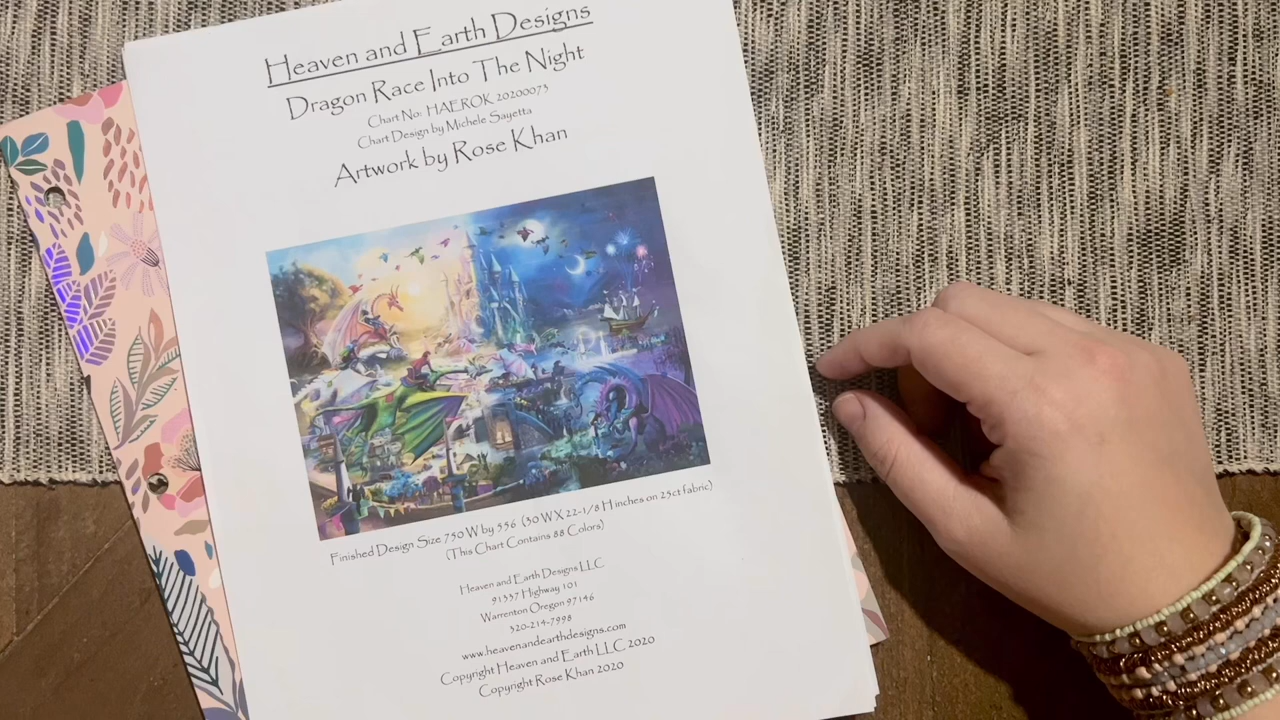 Heaven and Earth Designs
Dragon Race Into The Night
Chart No: HAEROK 20200073
Chart Design by Michele Sayetta
Artwork by Rose Khan
Finished Design Size 750 W by 556 (30 W X 22-1/8 H inches on 25ct fabric)
(This Chart Contains 88 Colors)
Heaven and Earth Designs LLC
91337 Highway 101
Warrenton Oregon 97146
520-214-7998
www.heavenandearthdesigns.com
Copyright Heaven and Earth LLC 2020
Copyright Rose Khan 2020